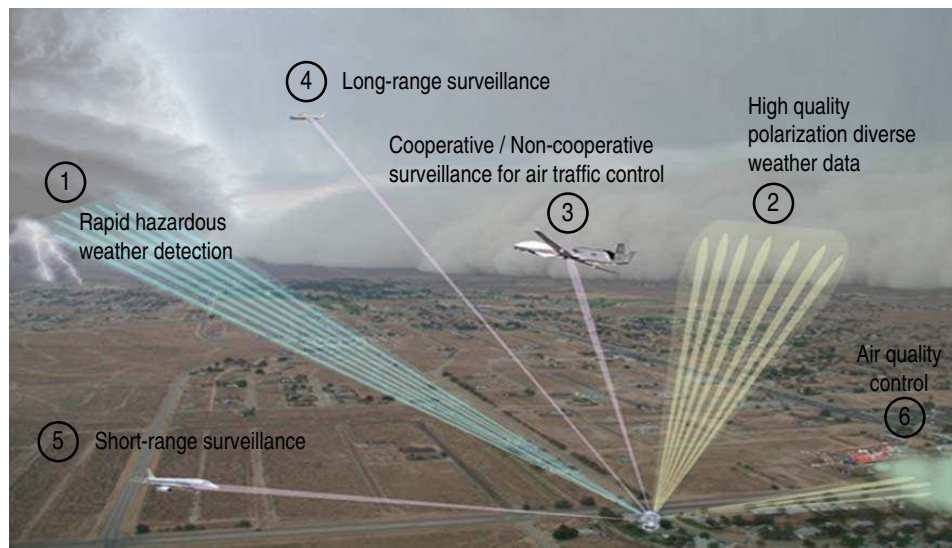 4
Long-range surveillance
High quality
polarization diverse
weather data
2
Cooperative / Non-cooperative
surveillance for air traffic control
3
1
Rapid hazardous
weather detection
Air quality
control
6
5
Short-range surveillance